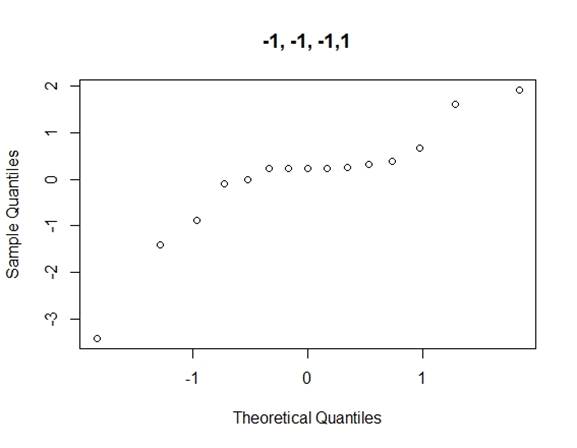 -1, -1, -1,1
2
1
0
-1
-2
-3
Sample Quantiles
-1 0 1
Theoretical Quantiles